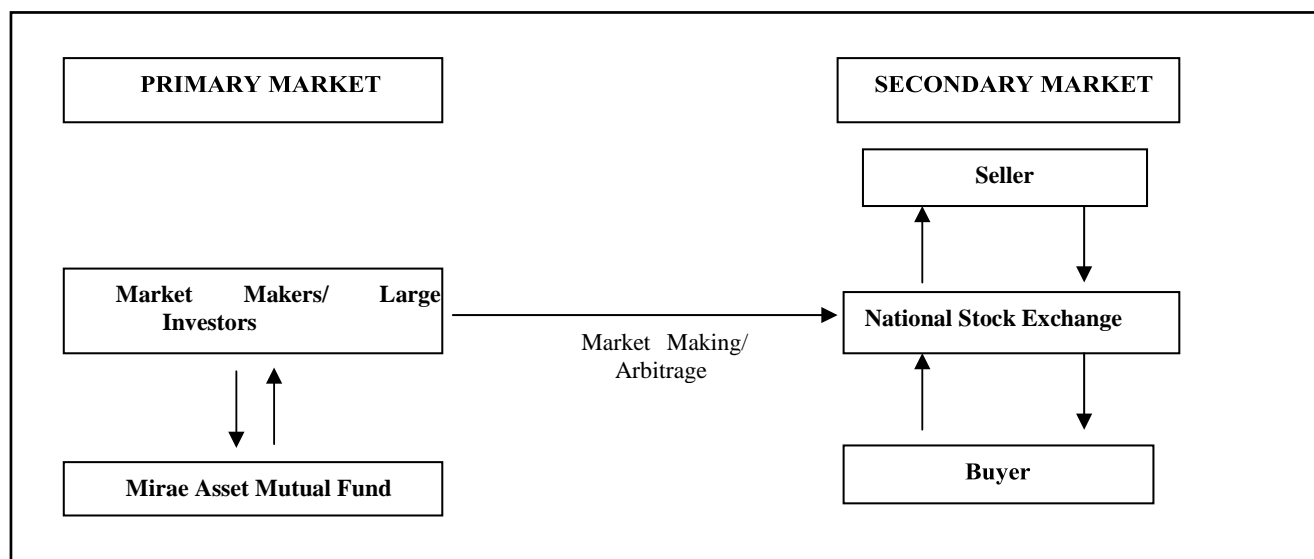 PRIMARY MARKET
SECONDARY MARKET
Seller
Market Makers/ Large
Investors
National Stock Exchange
Market Making/
Arbitrage
Mirae Asset Mutual Fund
Buyer